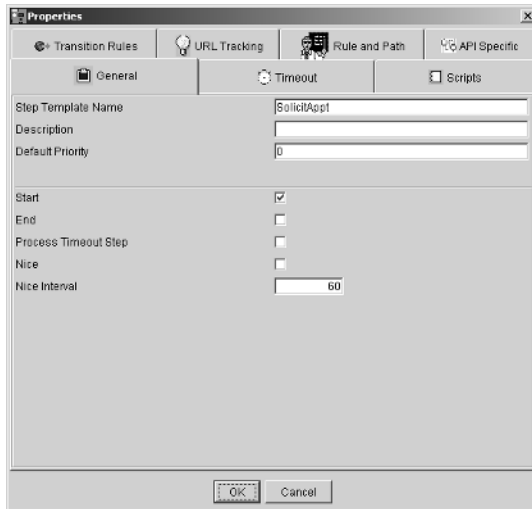 Properties
Transition Rules
URL Tracking
Rule and Path
API Specific
General
Timeout
Scripts
Step Template Name
SolicitAppt
Description
Default Priority
0
Start
End
Process Timeout Step
Nice
Nice Interval
60
OK
Cancel